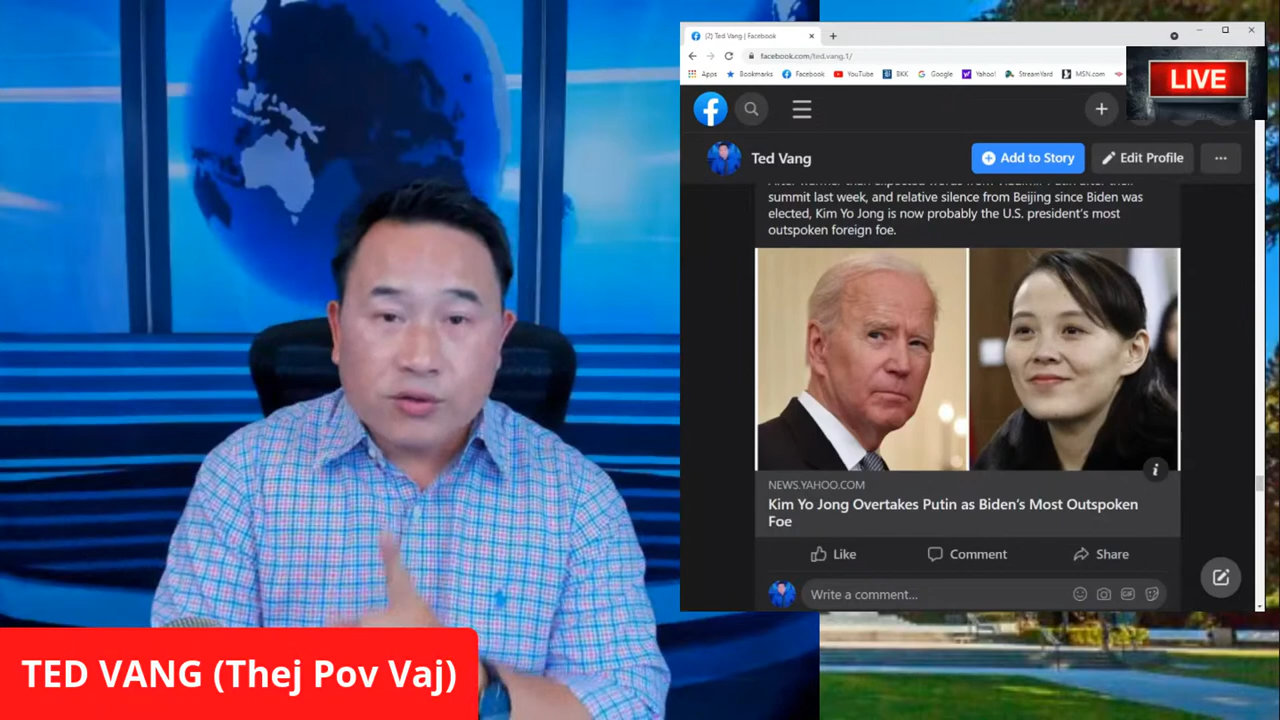 (2) Ted Vang | Facebook
facebook.com/ted.vang.1/
Apps Bookmarks Facebook YouTube BKK Google Yahoo! StreamYard MSN.com
LIVE
Ted Vang
Add to Story
Edit Profile
summit last week, and relative silence from Beijing since Biden was
elected, Kim Yo Jong is now probably the U.S. president's most
outspoken foreign foe.
NEWS.YAHOO.COM
Kim Yo Jong Overtakes Putin as Biden's Most Outspoken
Foe
Like Comment Share
Write a comment...
GIF
TED VANG (Thej Pov Vaj)